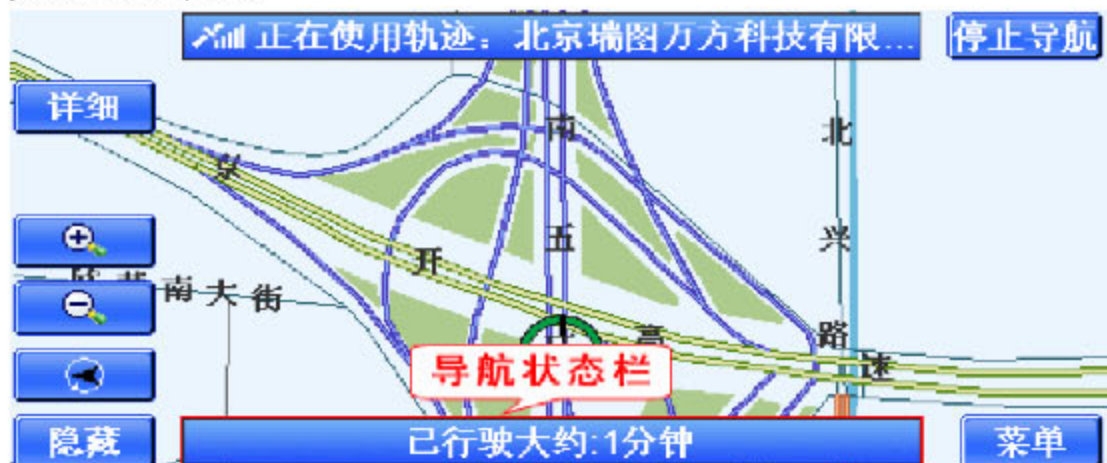 正在使用轨迹：北京瑞图万方科技有限...
停止导航
详细
京开高速
南五
北兴路
南大街
导航状态栏
隐藏
已行驶大约:1分钟
菜单